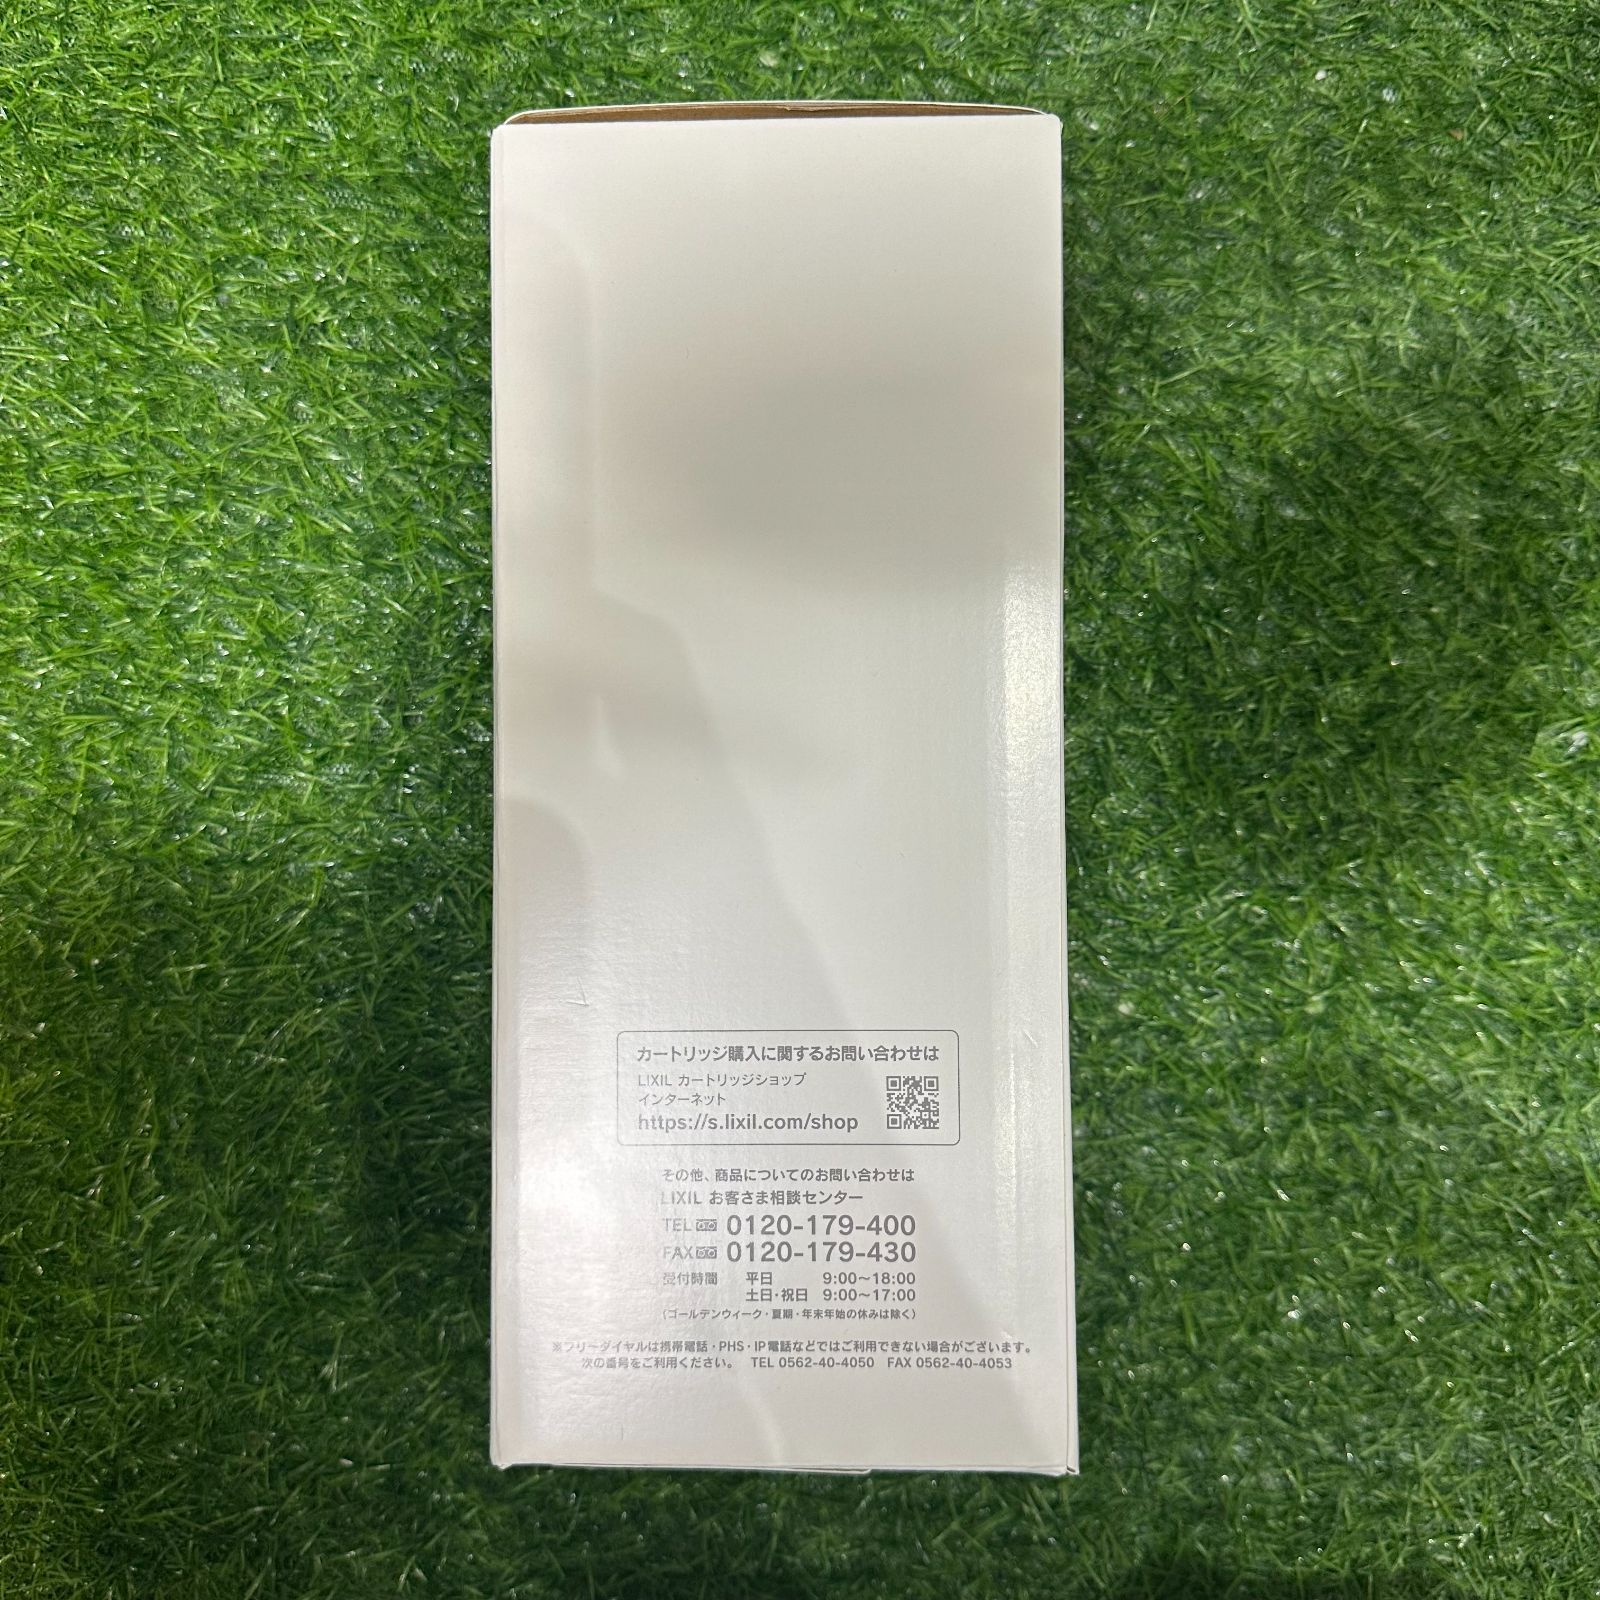 カートリッジ購入に関するお問い合わせは
LIXIL カートリッジショップ
インターネット
https://s.lixil.com/shop
その他、商品についてのお問い合わせは
LIXIL お客さま相談センター
TEL 0120-179-400
FAX 0120-179-430
受付時間 平日 9:00〜18:00
土日・祝日 9:00〜17:00
(ゴールデンウィーク・夏期・年末年始の休みは除く)
※フリーダイヤルは携帯電話・PHS・IP電話などではご利用できない場合がございます。
次の番号をご利用ください。 TEL 0562-40-4050 FAX 0562-40-4053